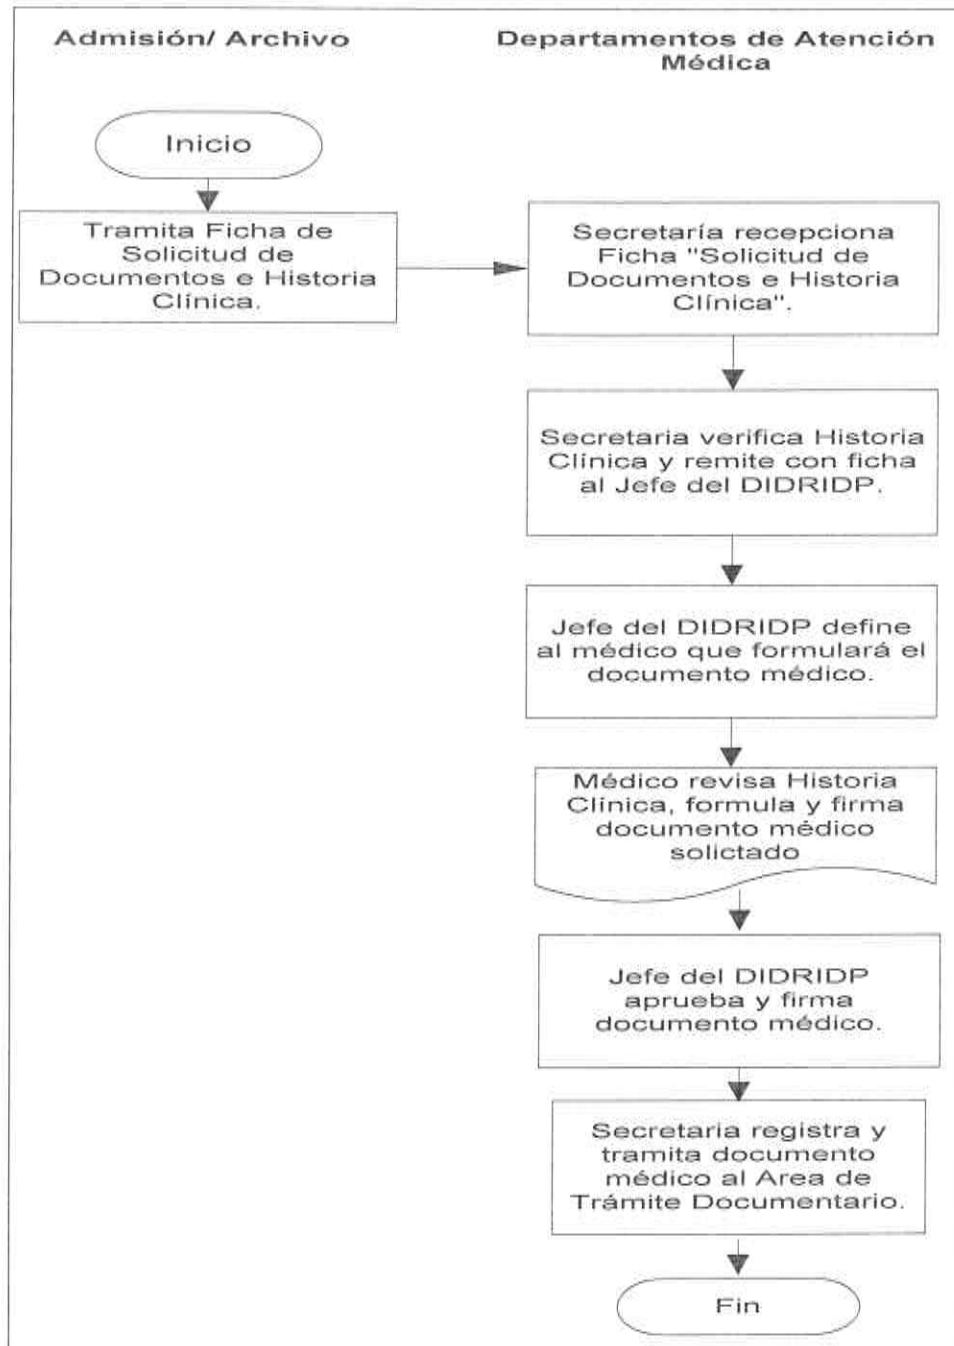 Admisión/ Archivo
Departamentos de Atención
Médica
Inicio
Tramita Ficha de
Solicitud de
Documentos e Historia
Clínica.
Secretaría recepciona
Ficha "Solicitud de
Documentos e Historia
Clínica".
Secretaria verifica Historia
Clínica y remite con ficha
al Jefe del DIDRIDP.
Jefe del DIDRIDP define
al médico que formulará el
documento médico.
Médico revisa Historia
Clínica, formula y firma
documento médico
solictado
Jefe del DIDRIDP
aprueba y firma
documento médico.
Secretaria registra y
tramita documento
médico al Area de
Trámite Documentario.
Fin